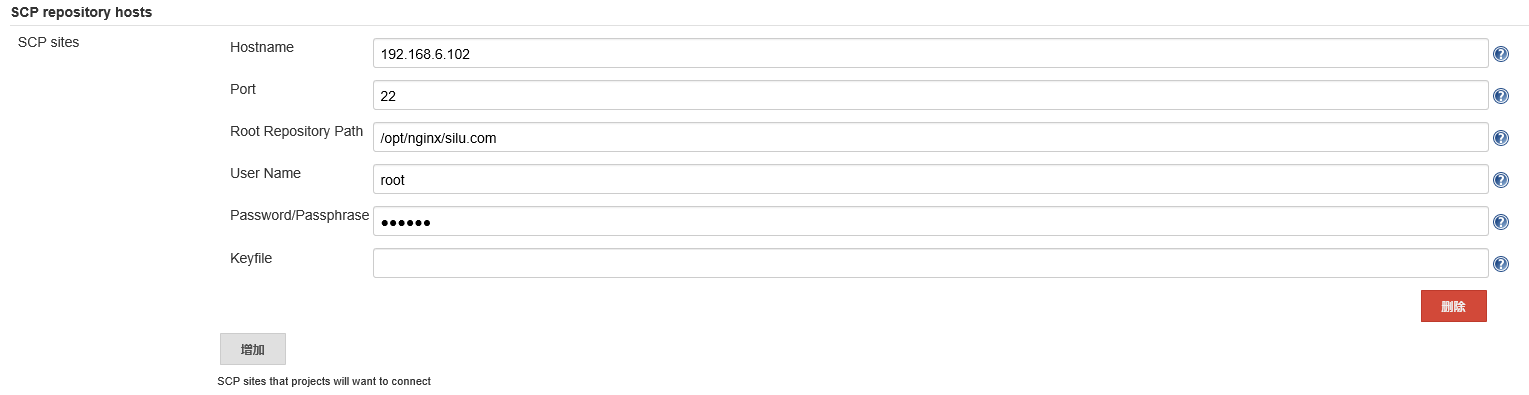 SCP repository hosts
SCP sites
Hostname
192.168.6.102
Port
22
Root Repository Path
/opt/nginx/silu.com
User Name
root
Password/Passphrase
●●●●●●
Keyfile
删除
增加
SCP sites that projects will want to connect